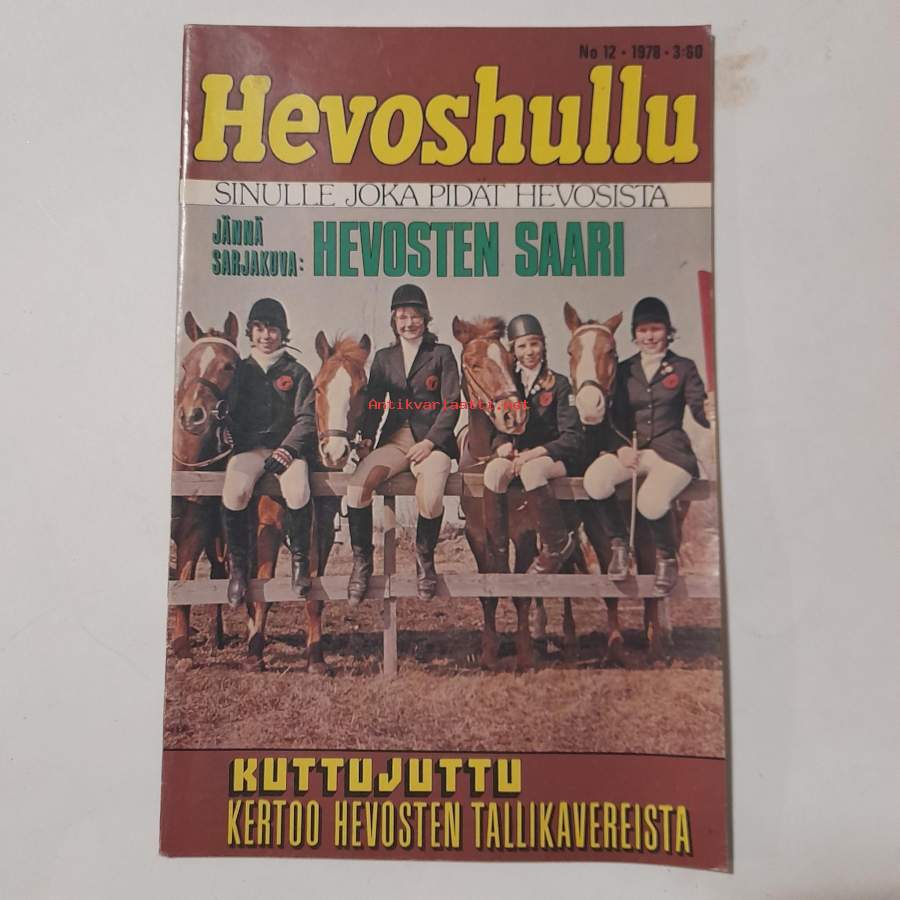 No 12 • 1978 • 3:60
Hevoshullu
SINULLE JOKA PIDÄT HEVOSISTA
JÄNNÄ
SARJAKUVA: HEVOSTEN SAARI
Antikvariaatti.net
KUTTUJUTTU
KERTOO HEVOSTEN TALLIKAVEREISTA